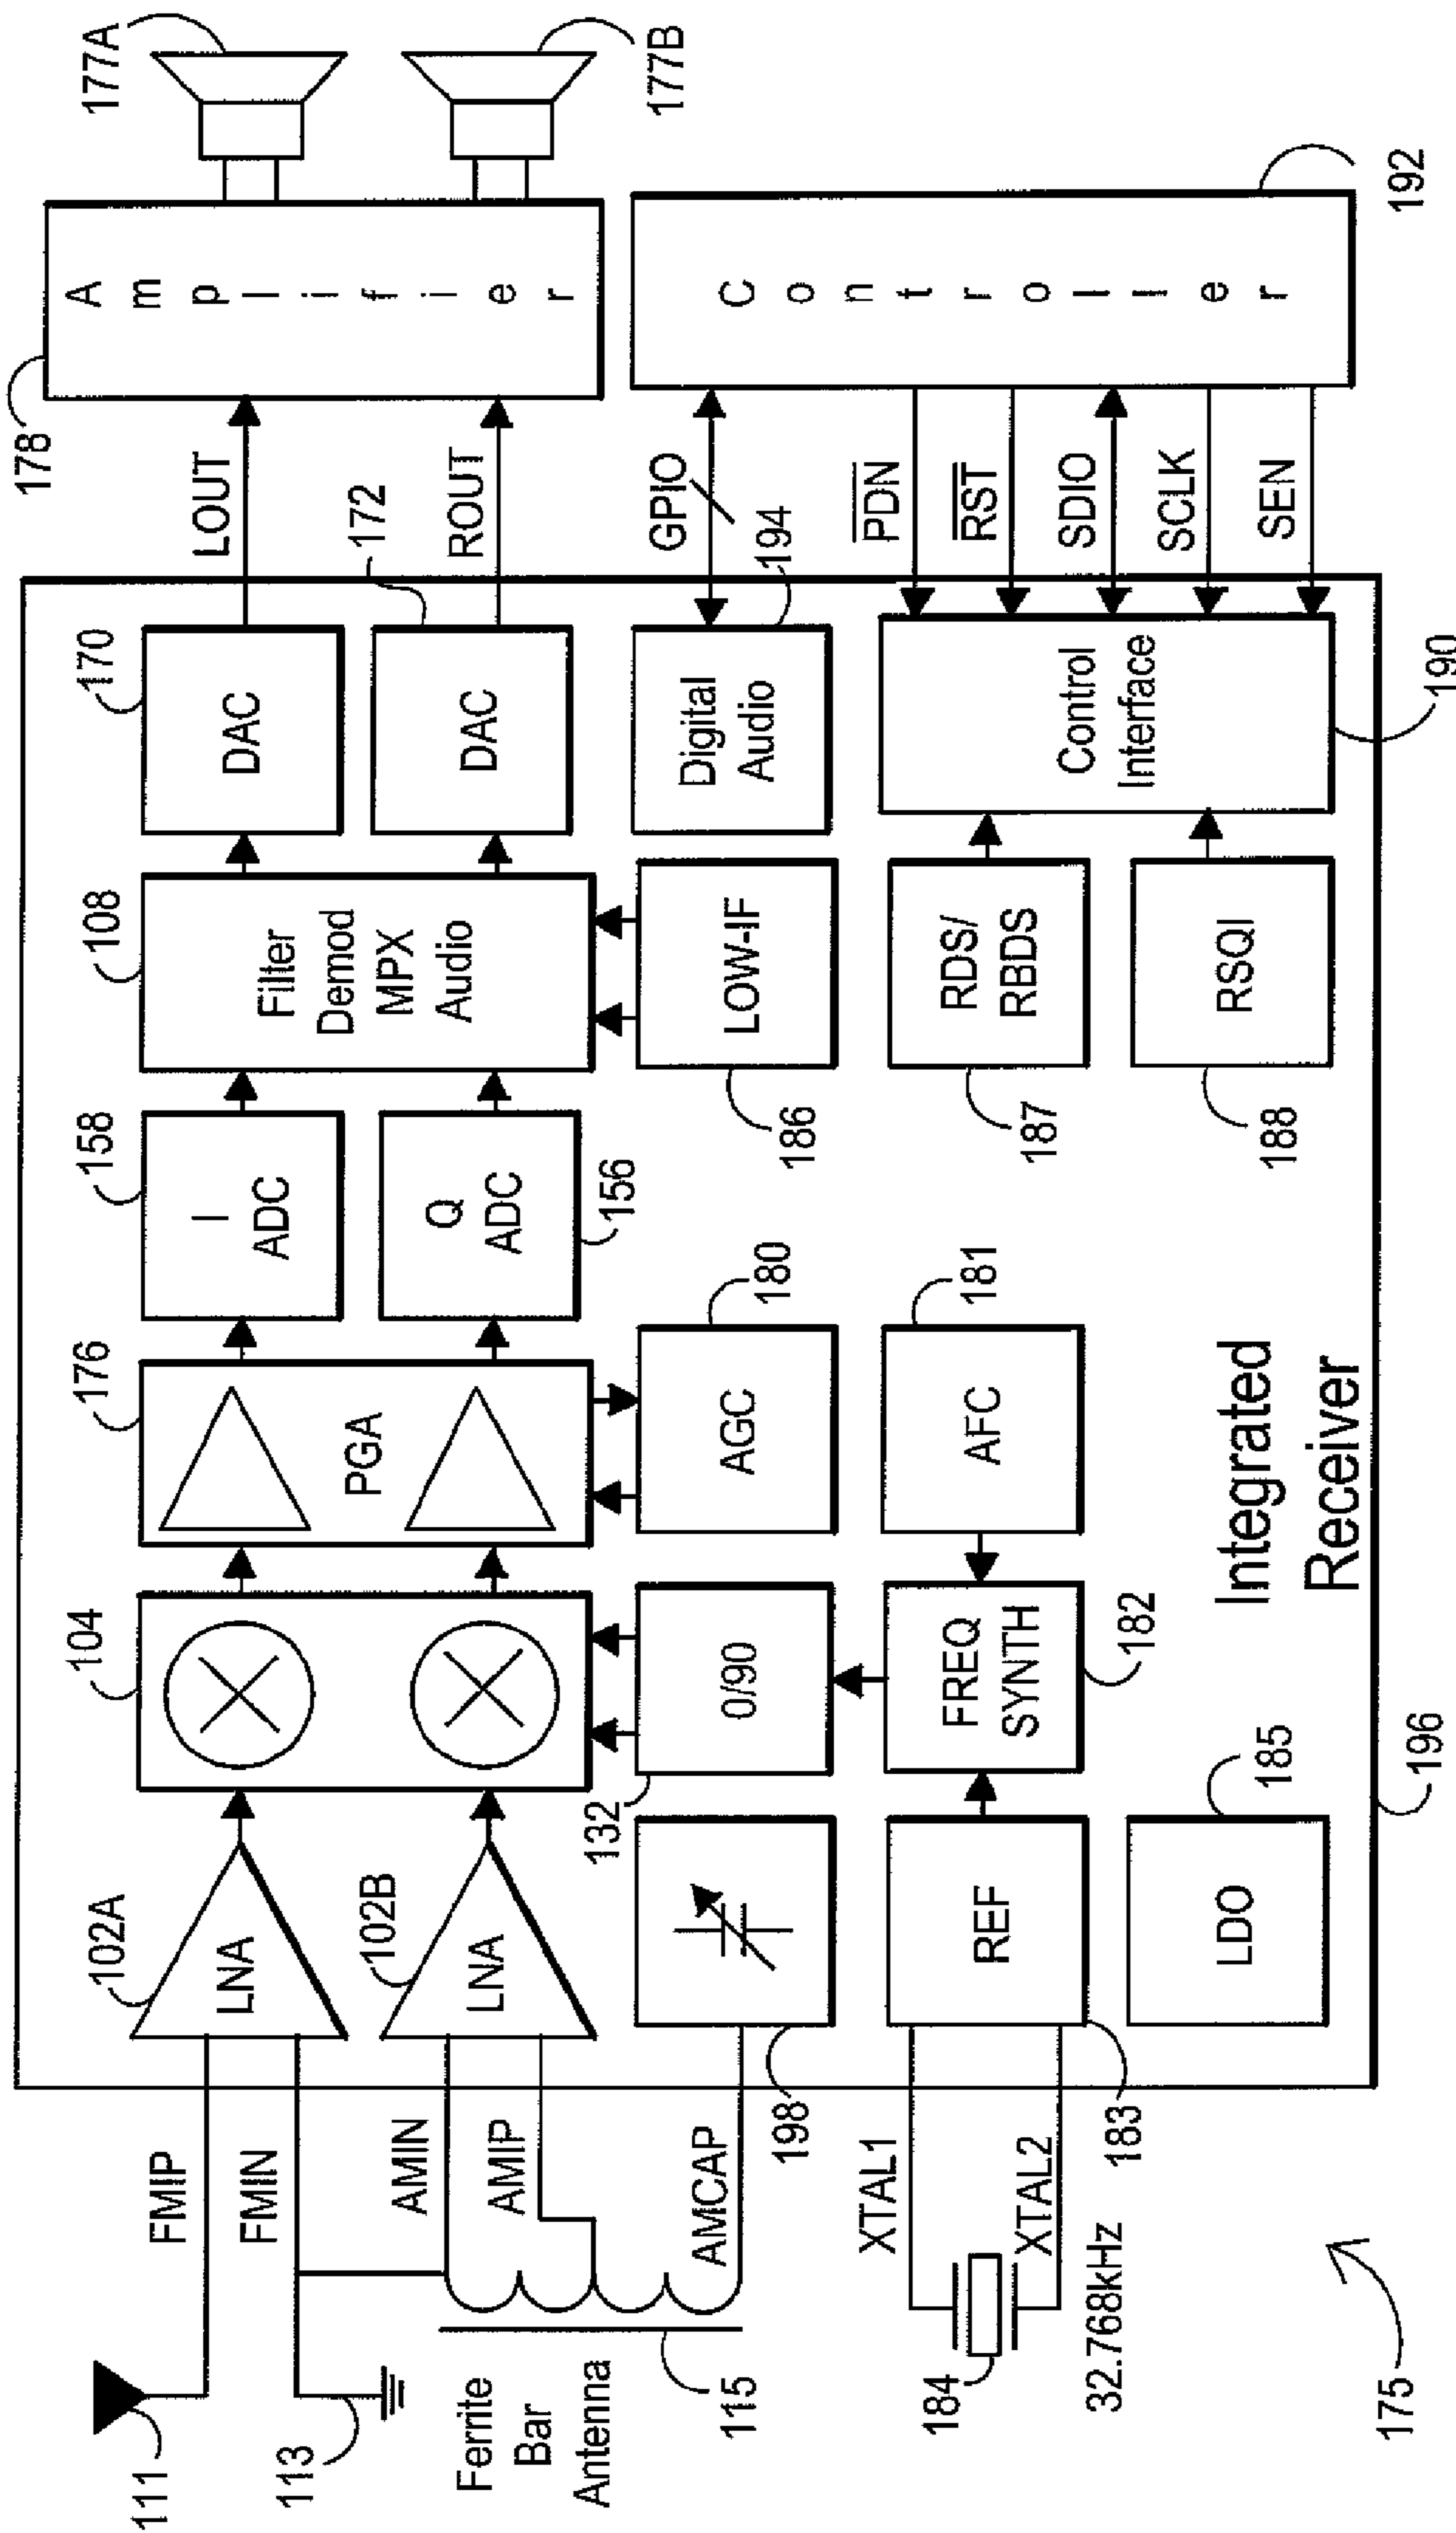 111
113
FMIP
FMIN
Ferrite
Bar
Antenna
115
AMIN
AMIP
AMCAP
184
32.768kHz
XTAL1
XTAL2
175
102A
LNA
102B
LNA
198
132
REF
183
LDO
185
196
104
0/90
FREQ
SYNTH
182
176
PGA
AGC
180
AFC
181
Integrated
Receiver
158
I
ADC
Q
ADC
156
108
Filter
Demod
MPX
Audio
LOW-IF
186
RDS/
RBDS
187
RSQI
188
170
DAC
172
DAC
Digital
Audio
194
Control
Interface
190
LOUT
ROUT
GPIO
PDN
RST
SDIO
SCLK
SEN
178
Amplifier
177A
177B
Controller
192